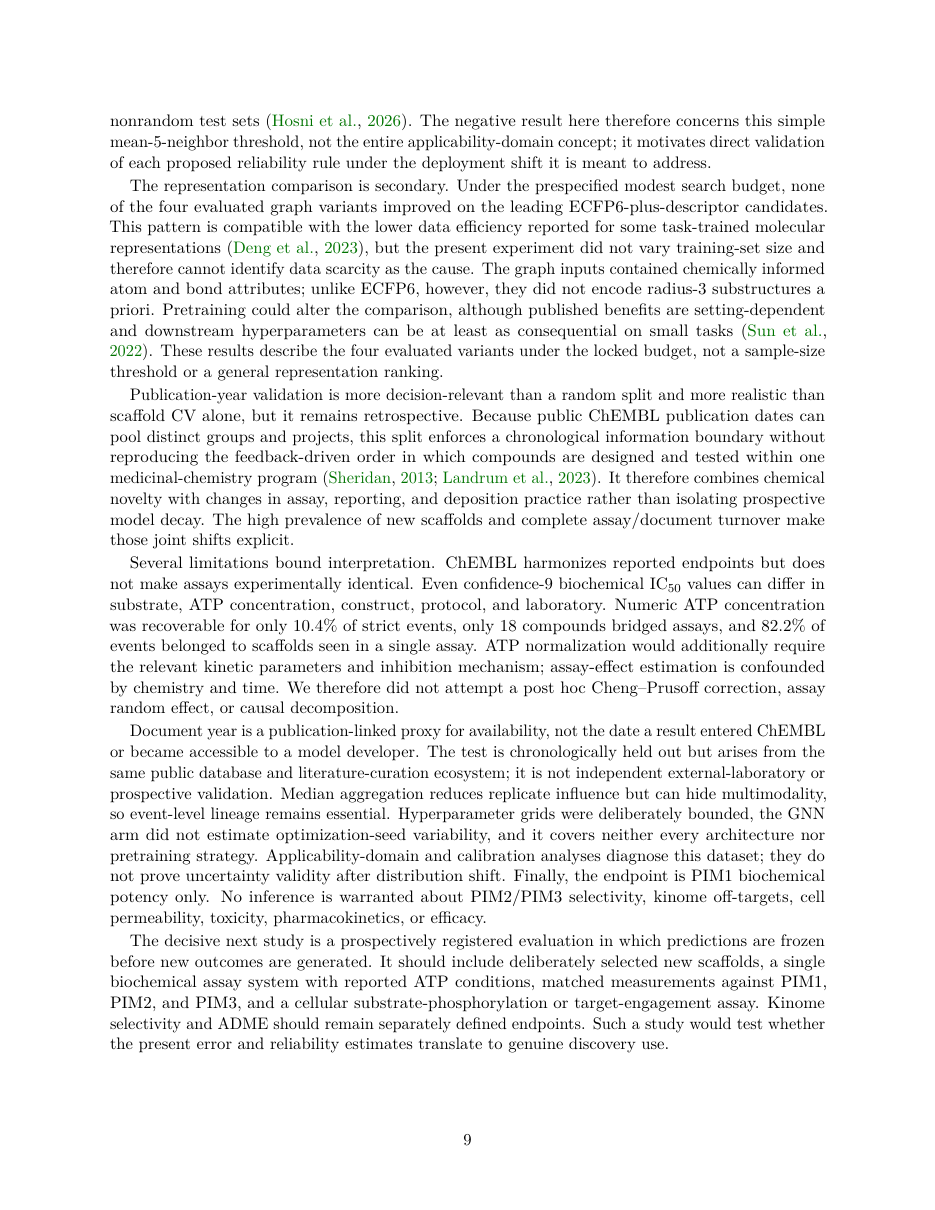 nonrandom test sets (Hosni et al., 2026). The negative result here therefore concerns this simple
mean-5-neighbor threshold, not the entire applicability-domain concept; it motivates direct validation
of each proposed reliability rule under the deployment shift it is meant to address.
The representation comparison is secondary. Under the prespecified modest search budget, none
of the four evaluated graph variants improved on the leading ECFP6-plus-descriptor candidates.
This pattern is compatible with the lower data efficiency reported for some task-trained molecular
representations (Deng et al., 2023), but the present experiment did not vary training-set size and
therefore cannot identify data scarcity as the cause. The graph inputs contained chemically informed
atom and bond attributes; unlike ECFP6, however, they did not encode radius-3 substructures a
priori. Pretraining could alter the comparison, although published benefits are setting-dependent
and downstream hyperparameters can be at least as consequential on small tasks (Sun et al.,
2022). These results describe the four evaluated variants under the locked budget, not a sample-size
threshold or a general representation ranking.
Publication-year validation is more decision-relevant than a random split and more realistic than
scaffold CV alone, but it remains retrospective. Because public ChEMBL publication dates can
pool distinct groups and projects, this split enforces a chronological information boundary without
reproducing the feedback-driven order in which compounds are designed and tested within one
medicinal-chemistry program (Sheridan, 2013; Landrum et al., 2023). It therefore combines chemical
novelty with changes in assay, reporting, and deposition practice rather than isolating prospective
model decay. The high prevalence of new scaffolds and complete assay/document turnover make
those joint shifts explicit.
Several limitations bound interpretation. ChEMBL harmonizes reported endpoints but does
not make assays experimentally identical. Even confidence-9 biochemical IC50 values can differ in
substrate, ATP concentration, construct, protocol, and laboratory. Numeric ATP concentration
was recoverable for only 10.4% of strict events, only 18 compounds bridged assays, and 82.2% of
events belonged to scaffolds seen in a single assay. ATP normalization would additionally require
the relevant kinetic parameters and inhibition mechanism; assay-effect estimation is confounded
by chemistry and time. We therefore did not attempt a post hoc Cheng–Prusoff correction, assay
random effect, or causal decomposition.
Document year is a publication-linked proxy for availability, not the date a result entered ChEMBL
or became accessible to a model developer. The test is chronologically held out but arises from the
same public database and literature-curation ecosystem; it is not independent external-laboratory or
prospective validation. Median aggregation reduces replicate influence but can hide multimodality,
so event-level lineage remains essential. Hyperparameter grids were deliberately bounded, the GNN
arm did not estimate optimization-seed variability, and it covers neither every architecture nor
pretraining strategy. Applicability-domain and calibration analyses diagnose this dataset; they do
not prove uncertainty validity after distribution shift. Finally, the endpoint is PIM1 biochemical
potency only. No inference is warranted about PIM2/PIM3 selectivity, kinome off-targets, cell
permeability, toxicity, pharmacokinetics, or efficacy.
The decisive next study is a prospectively registered evaluation in which predictions are frozen
before new outcomes are generated. It should include deliberately selected new scaffolds, a single
biochemical assay system with reported ATP conditions, matched measurements against PIM1,
PIM2, and PIM3, and a cellular substrate-phosphorylation or target-engagement assay. Kinome
selectivity and ADME should remain separately defined endpoints. Such a study would test whether
the present error and reliability estimates translate to genuine discovery use.
9